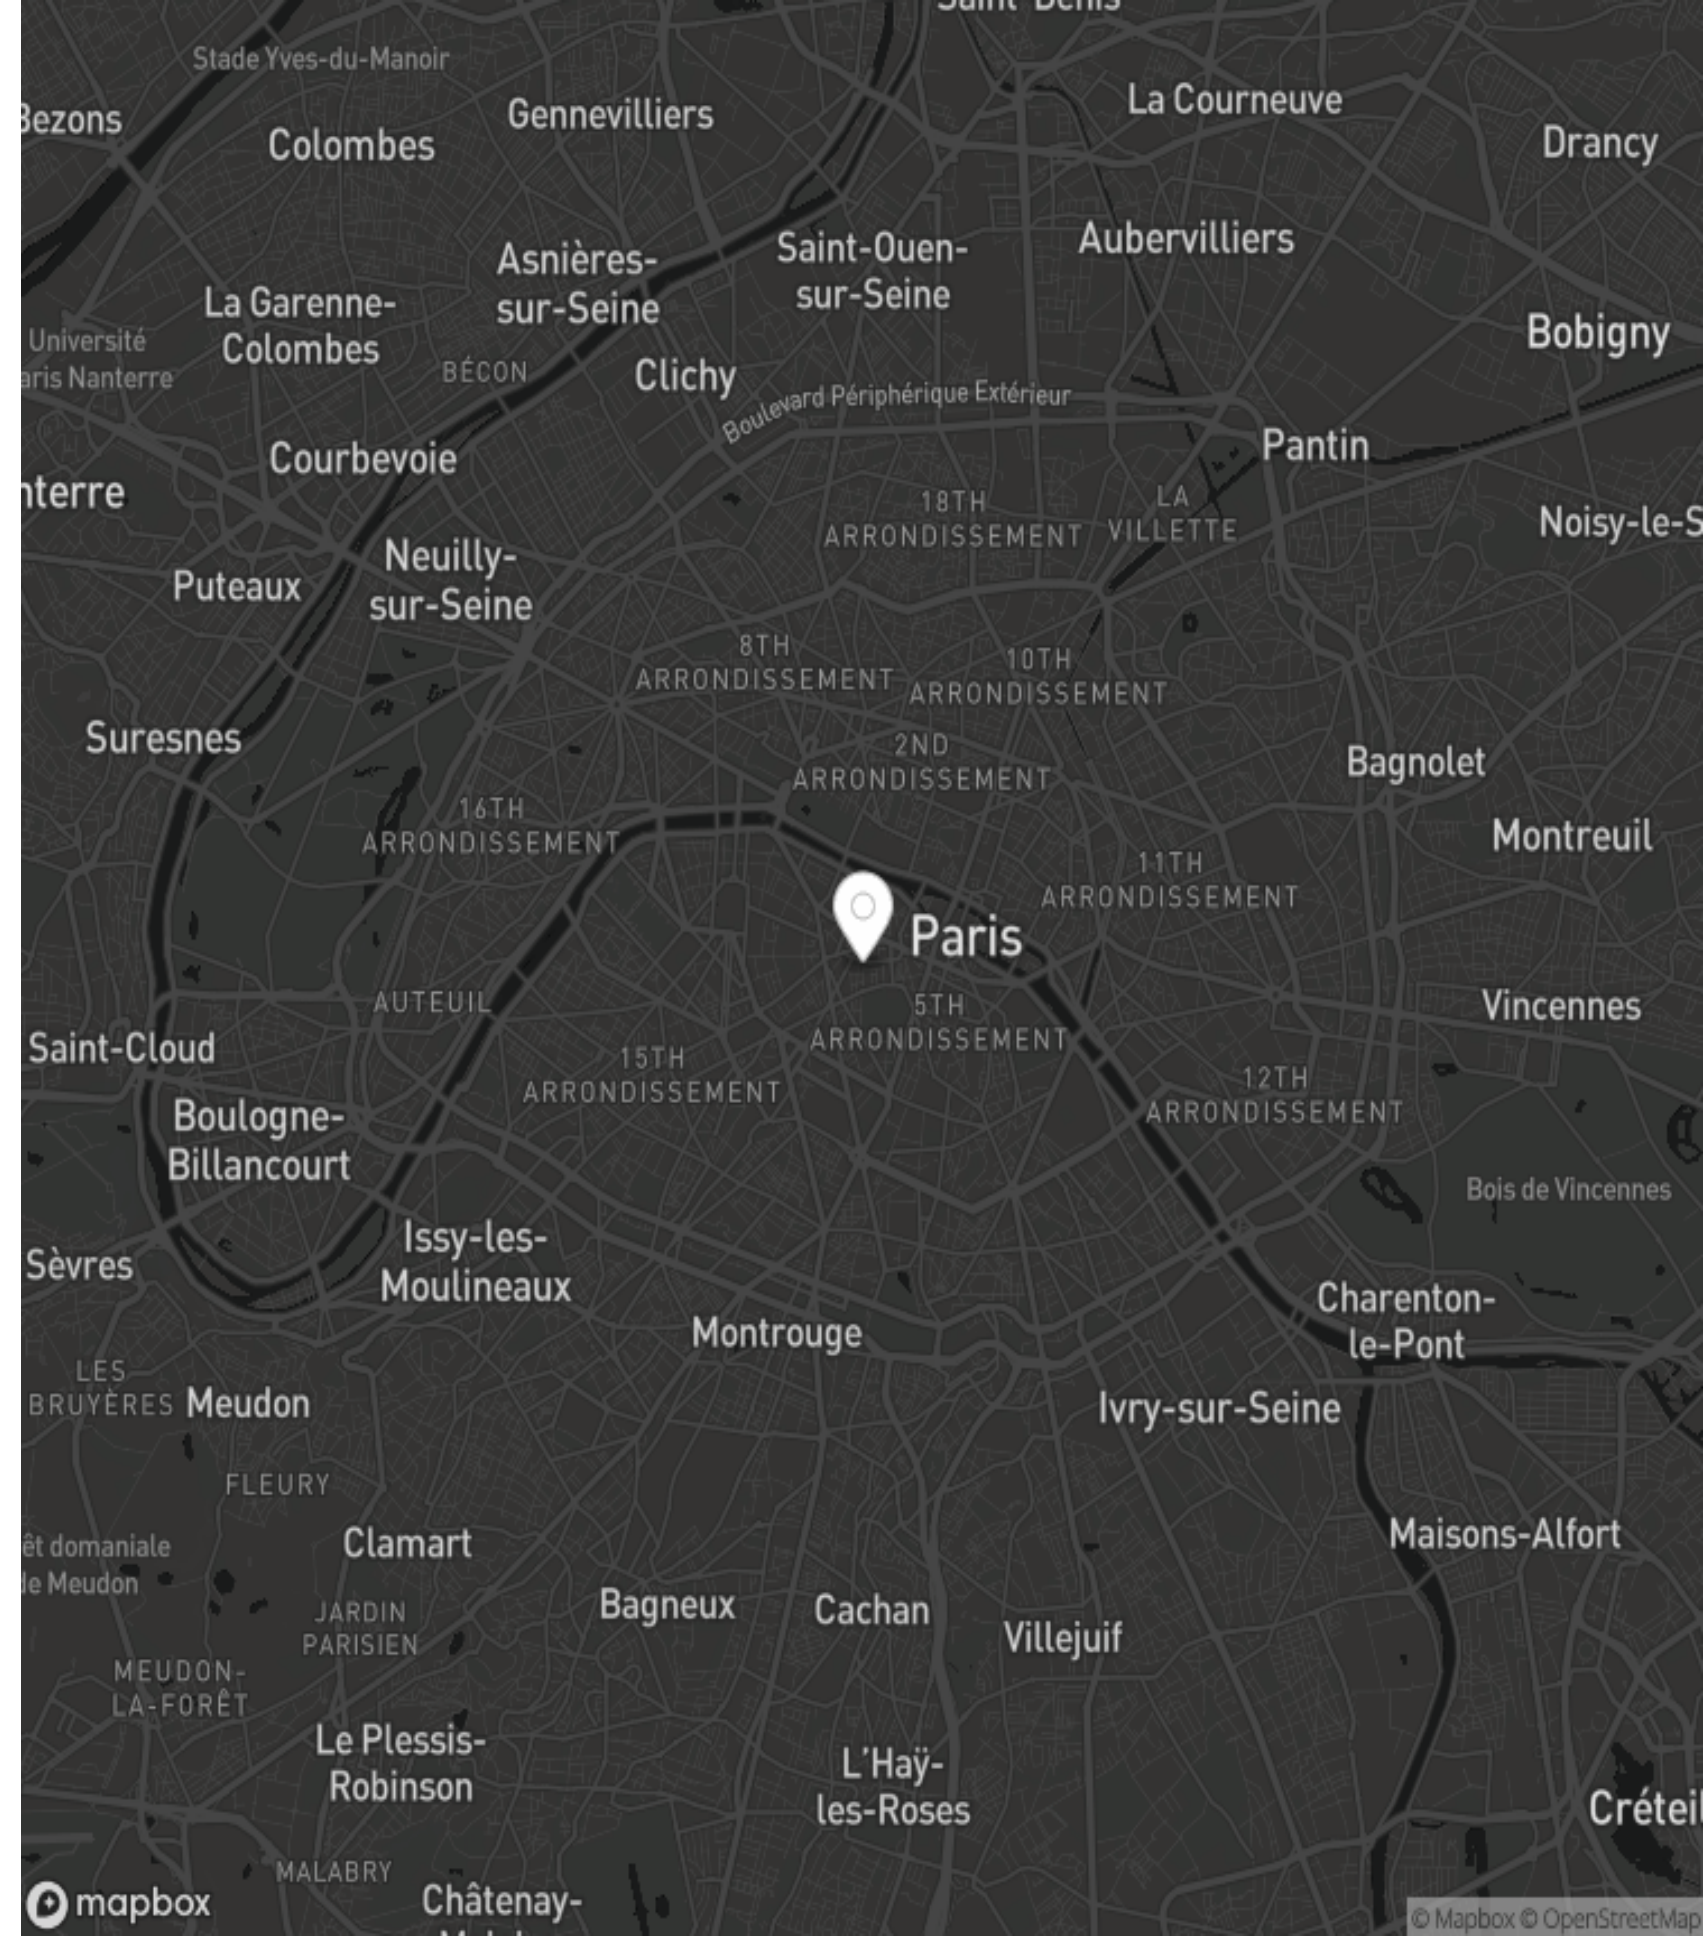 Saint-Denis
Stade Yves-du-Manoir
Bezons
Colombes
Gennevilliers
La Courneuve
Drancy
Asnières-
sur-Seine
Saint-Ouen-
sur-Seine
Aubervilliers
La Garenne-
Colombes
Université
aris Nanterre
BÉCON
Clichy
Bobigny
Boulevard Périphérique Extérieur
Courbevoie
Pantin
nterre
18TH
ARRONDISSEMENT
LA
VILLETTE
Noisy-le-S
Puteaux
Neuilly-
sur-Seine
8TH
ARRONDISSEMENT
10TH
ARRONDISSEMENT
Suresnes
2ND
ARRONDISSEMENT
Bagnolet
16TH
ARRONDISSEMENT
Montreuil
11TH
ARRONDISSEMENT
Paris
AUTEUIL
5TH
ARRONDISSEMENT
Vincennes
Saint-Cloud
15TH
ARRONDISSEMENT
12TH
ARRONDISSEMENT
Boulogne-
Billancourt
Bois de Vincennes
Sèvres
Issy-les-
Moulineaux
Charenton-
le-Pont
Montrouge
LES
BRUYÈRES
Meudon
Ivry-sur-Seine
FLEURY
Clamart
êt domaniale
de Meudon
Maisons-Alfort
JARDIN
PARISIEN
Bagneux
Cachan
Villejuif
MEUDON-
LA-FORÊT
Le Plessis-
Robinson
L'Haÿ-
les-Roses
Créteil
MALABRY
Châtenay-
mapbox
© Mapbox © OpenStreetMap